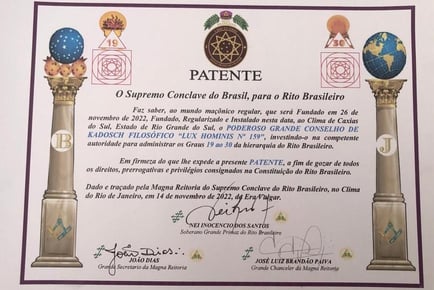 19
30
PATENTE
O Supremo Conclave do Brasil, para o Rito Brasileiro
Faz saber, ao mundo maçônico regular, que será Fundado em 26 de
novembro de 2022, Fundado, Regularizado e Instalado nesta data, ao Clima de Caxias
do Sul, Estado de Rio Grande do Sul, o PODEROSO GRANDE CONSELHO DE
KADOSCH FILOSÓFICO "LUX HOMINIS Nº 159", investindo-o na competente
autoridade para administrar os Graus 19 ao 30 da hierarquia do Rito Brasileiro.
Em firmeza do que lhe expede a presente PATENTE, a fim de gozar de todos
os direitos, prerrogativas e privilégios consignados na Constituição do Rito Brasileiro.
Dado e traçado pela Magna Reitoria do Supremo Conclave do Rito Brasileiro, no Clima
do Rio de Janeiro, em 14 de novembro de 2022, da Era Vulgar.
B
J
NEI INOCENCIO DOS SANTOS
Soberano Grande Primaz do Rito Brasileiro
JOÃO DIAS
JOÃO DIAS
Grande Secretário da Magna Reitoria
JOSÉ LUIZ BRANDÃO PAIVA
Grande Chanceler da Magna Reitoria